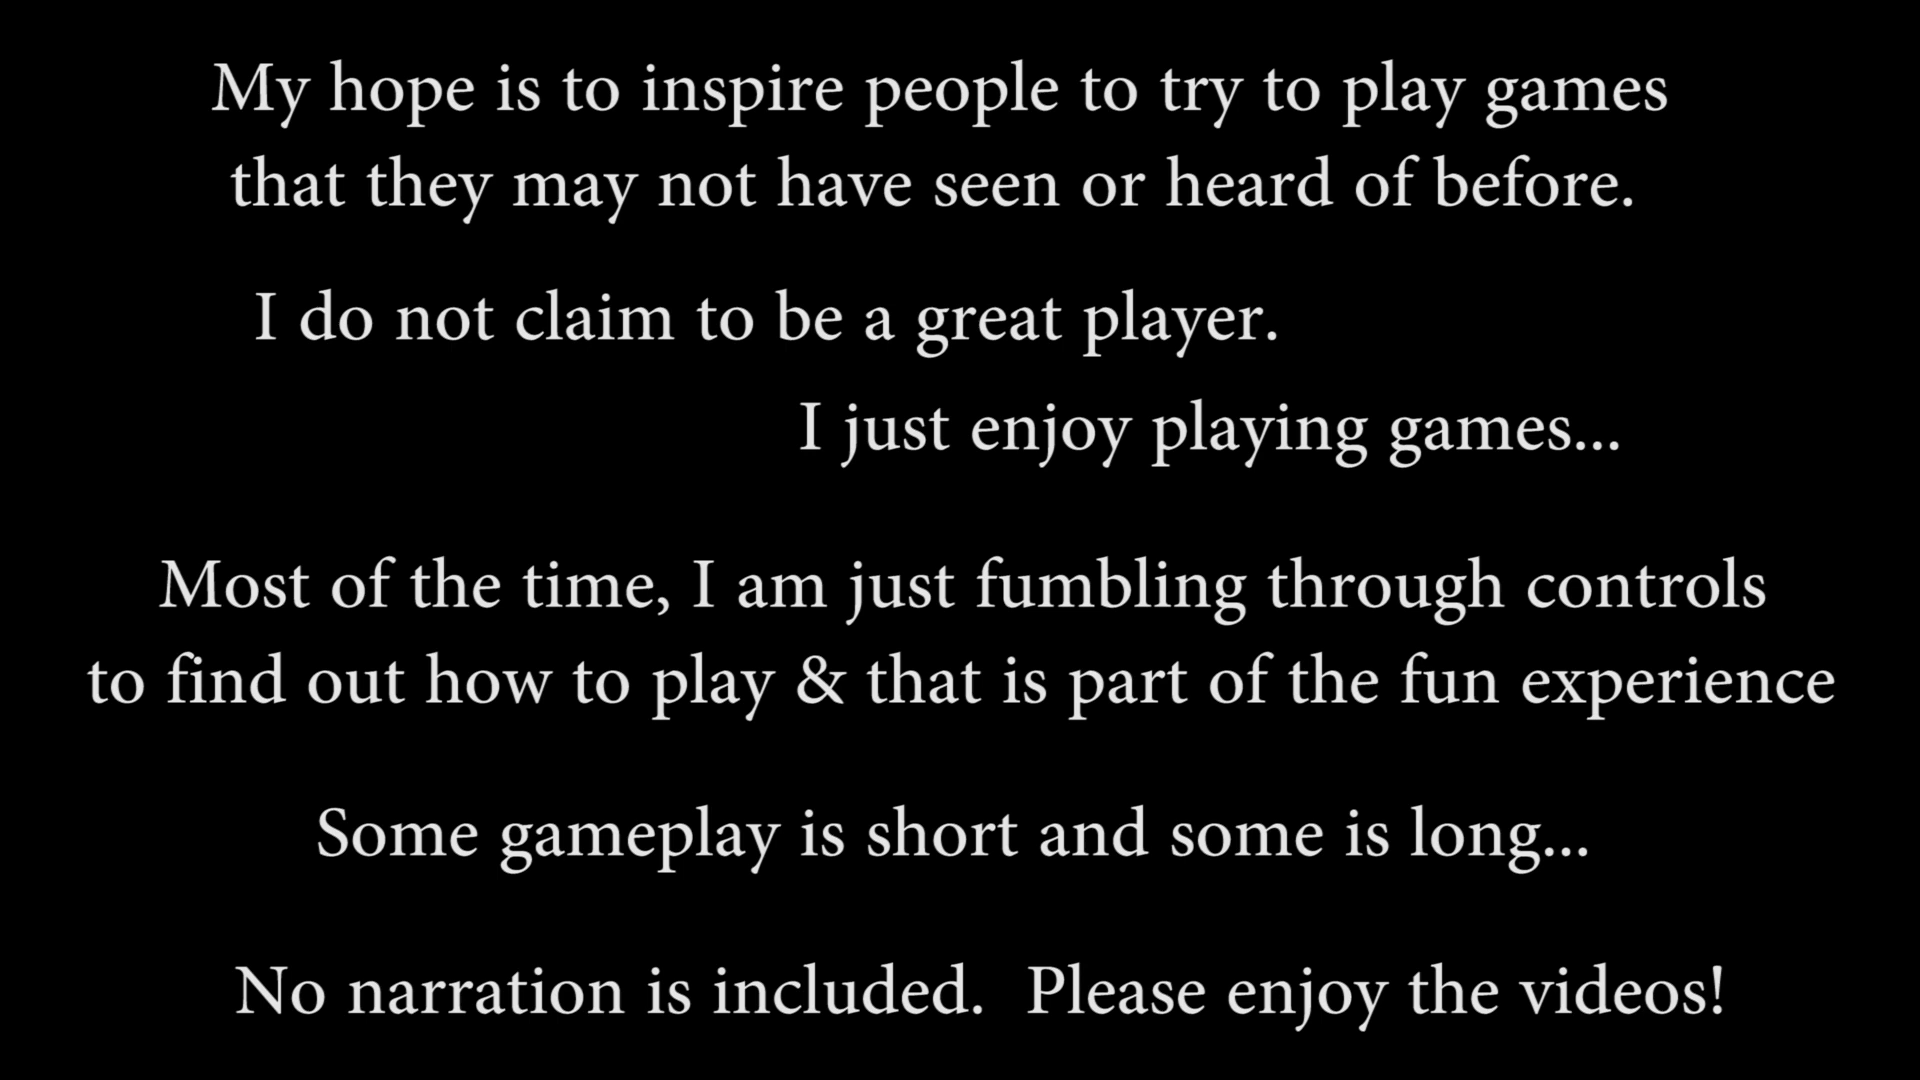 My hope is to inspire people to try to play games
that they may not have seen or heard of before.
I do not claim to be a great player.
I just enjoy playing games...
Most of the time, I am just fumbling through controls
to find out how to play & that is part of the fun experience
Some gameplay is short and some is long...
No narration is included.  Please enjoy the videos!